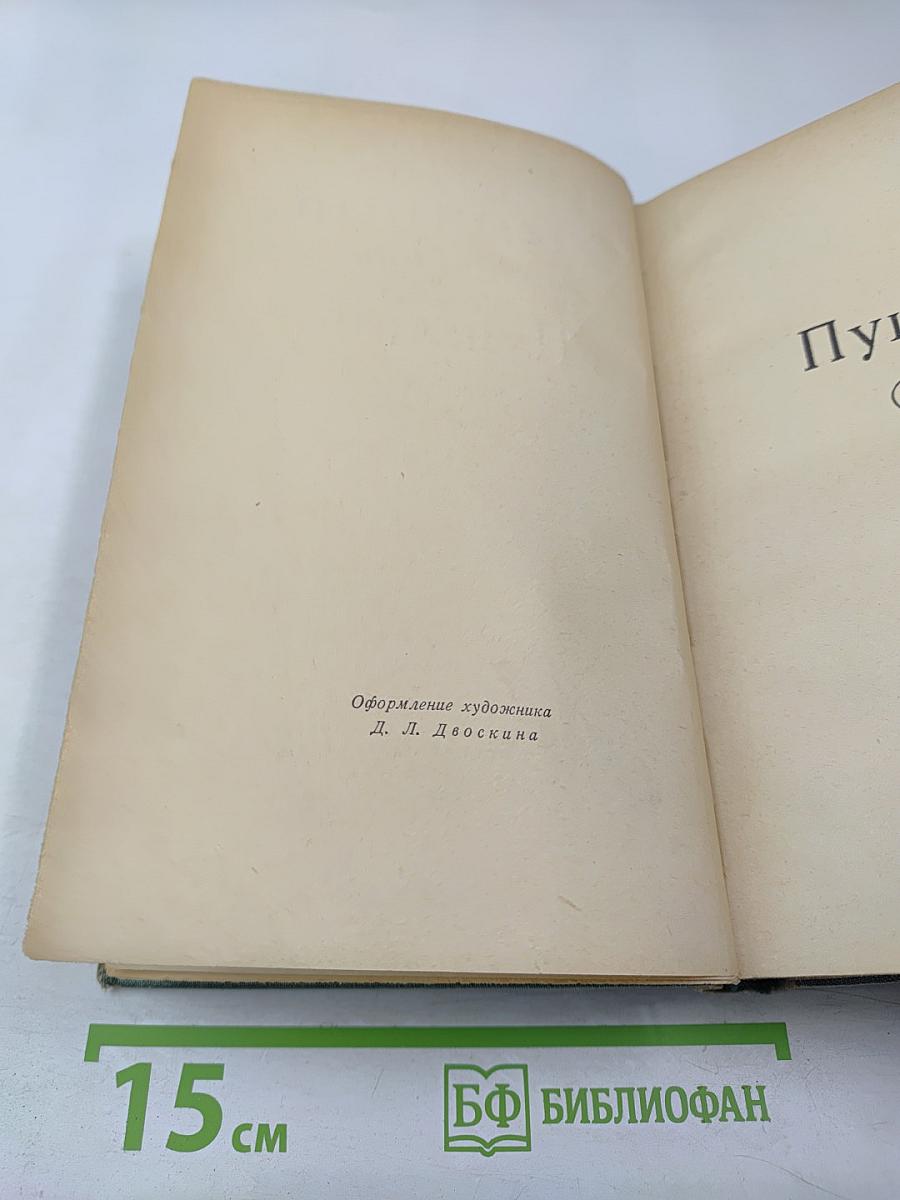 Оформление художника
Д. Л. Двоскина
15 см
БФ БИБЛИОФАН